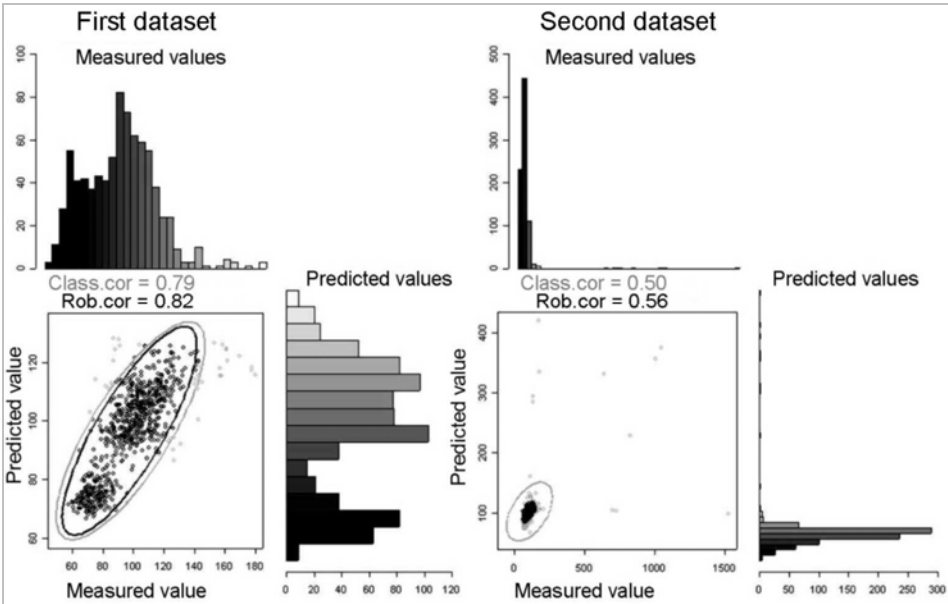 First dataset
Second dataset
Measured values
Measured values
100
80
60
40
20
0
500
400
300
200
100
0
Class.cor = 0.79
Rob.cor = 0.82
Predicted values
Class.cor = 0.50
Rob.cor = 0.56
Predicted values
Predicted value
120
100
80
60
60 80 100 120 140 160 180
Measured value
0 20 40 60 80 100 120
Predicted value
400
300
200
100
0 500 1000 1500
Measured value
0 50 100 150 200 250 300